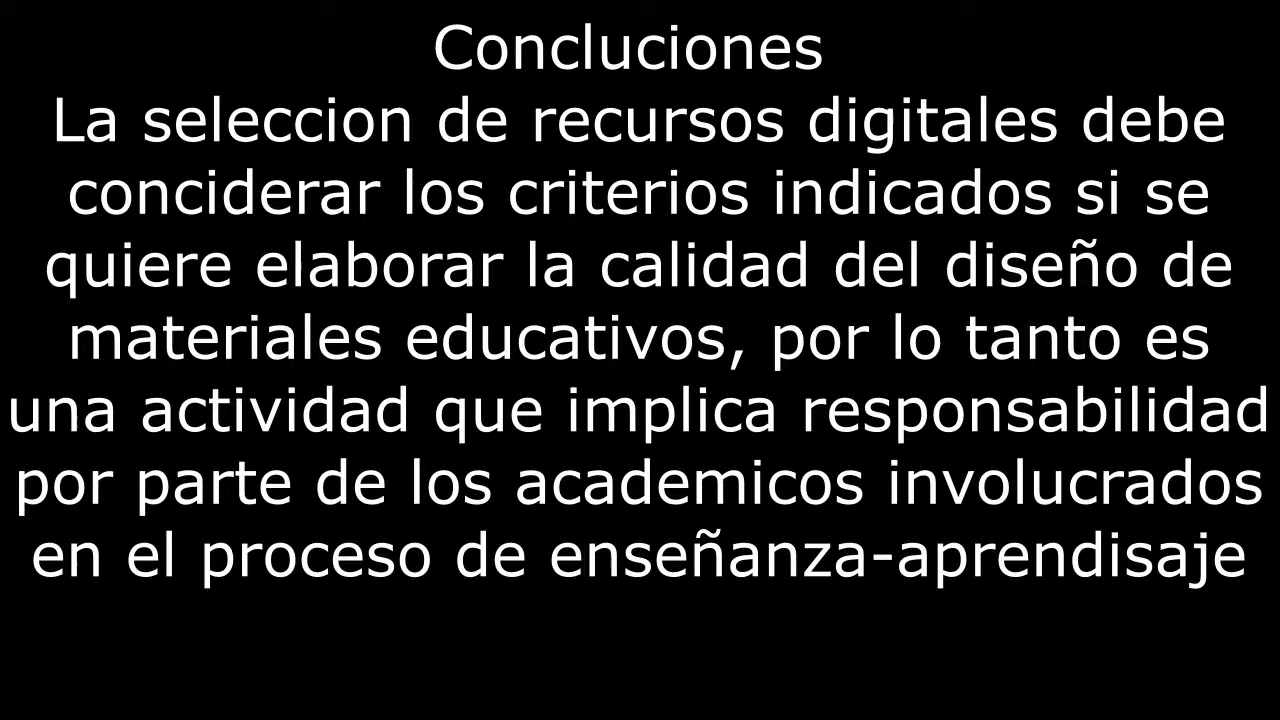 Concluciones
La seleccion de recursos digitales debe
conciderar los criterios indicados si se
quiere elaborar la calidad del diseño de
materiales educativos, por lo tanto es
una actividad que implica responsabilidad
por parte de los academicos involucrados
en el proceso de enseñanza-aprendisaje